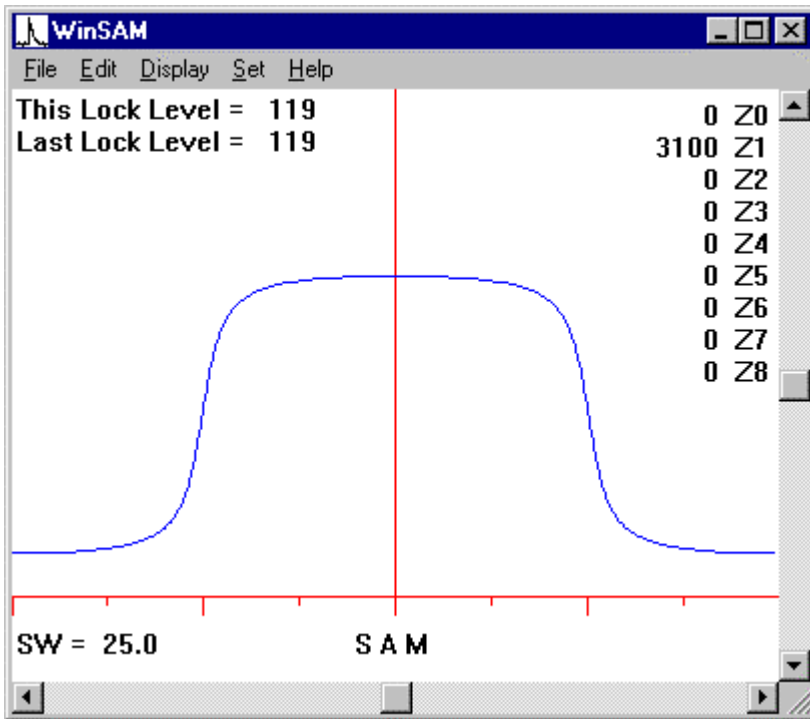 WinSAM
File Edit Display Set Help
This Lock Level = 119
Last Lock Level = 119
0 Z0
3100 Z1
0 Z2
0 Z3
0 Z4
0 Z5
0 Z6
0 Z7
0 Z8
SW = 25.0
S A M